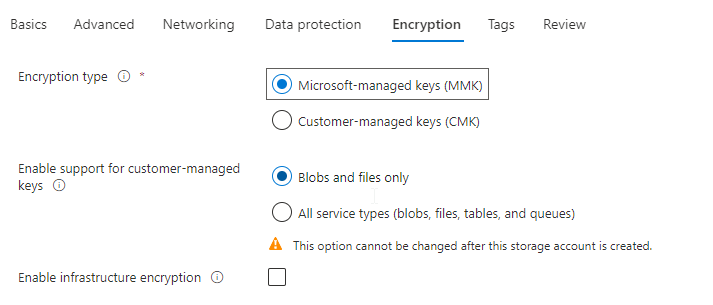 Basics Advanced Networking Data protection Encryption Tags Review
Encryption type *
Microsoft-managed keys (MMK)
Customer-managed keys (CMK)
Enable support for customer-managed
keys
Blobs and files only
All service types (blobs, files, tables, and queues)
This option cannot be changed after this storage account is created.
Enable infrastructure encryption